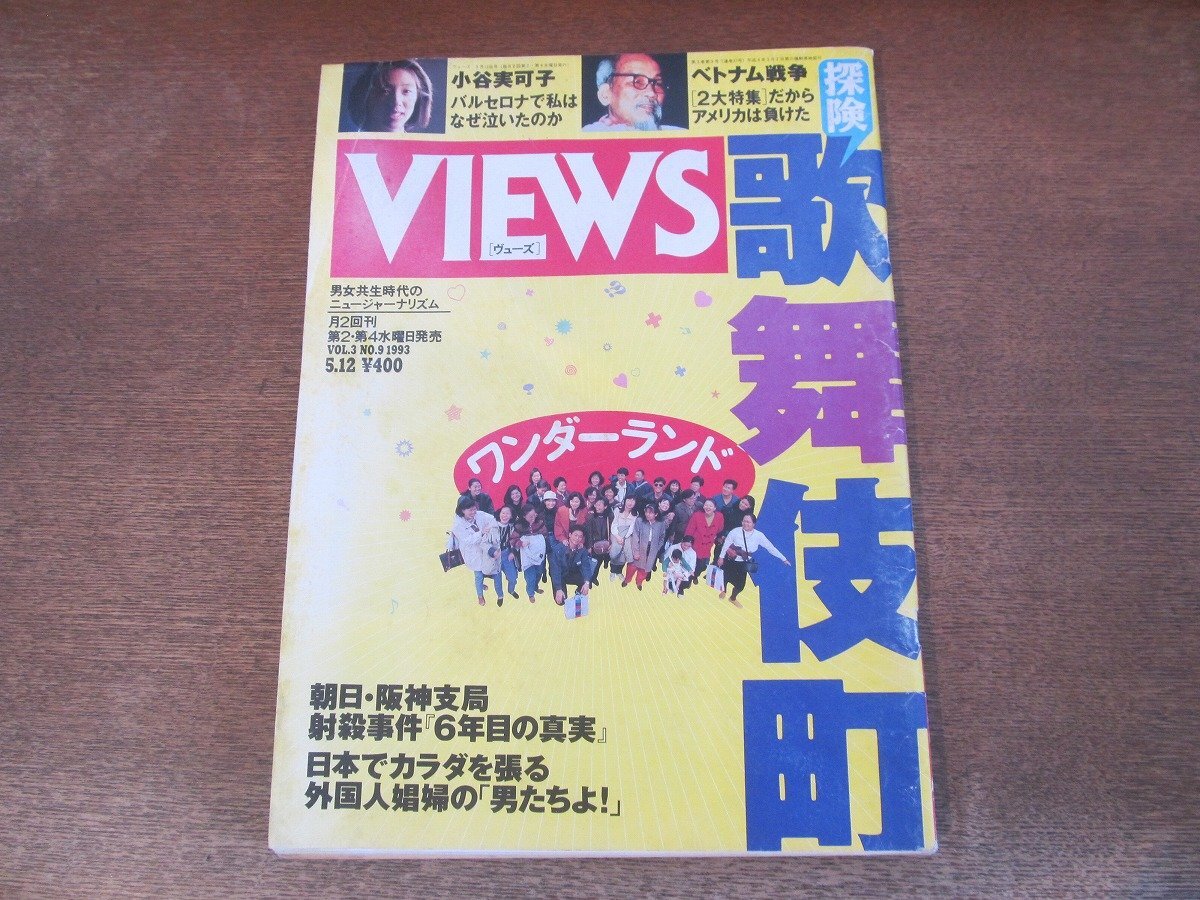 小谷実可子
バルセロナで私は
なぜ泣いたのか
ベトナム戦争
[2大特集]だから
アメリカは負けた
探険
歌舞伎町
VIEWS
[ヴューズ]
男女共生時代の
ニュージャーナリズム
月2回刊
第2・第4水曜日発売
VOL.3 NO.9 1993
5.12 ¥400
ワンダーランド
朝日・阪神支局
射殺事件『6年目の真実』
日本でカラダを張る
外国人娼婦の「男たちよ!」